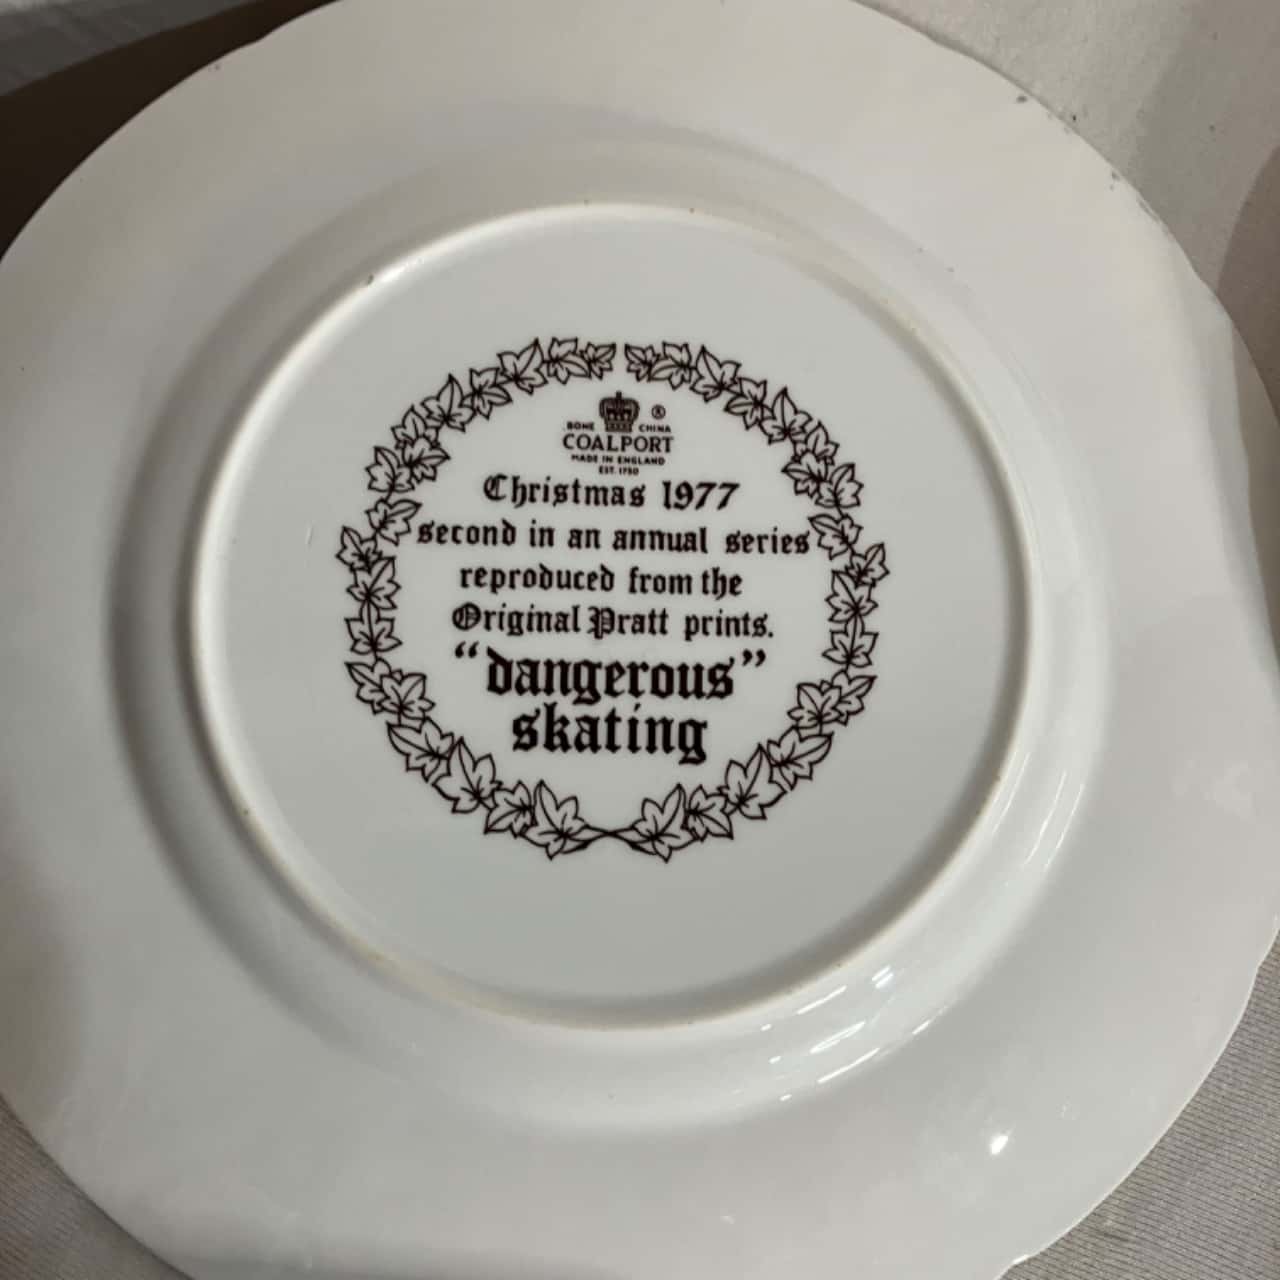 ®
BONE CHINA
COALPORT
MADE IN ENGLAND
EST. 1750
Christmas 1977
second in an annual series
reproduced from the
Original Pratt prints.
“dangerous”
skating